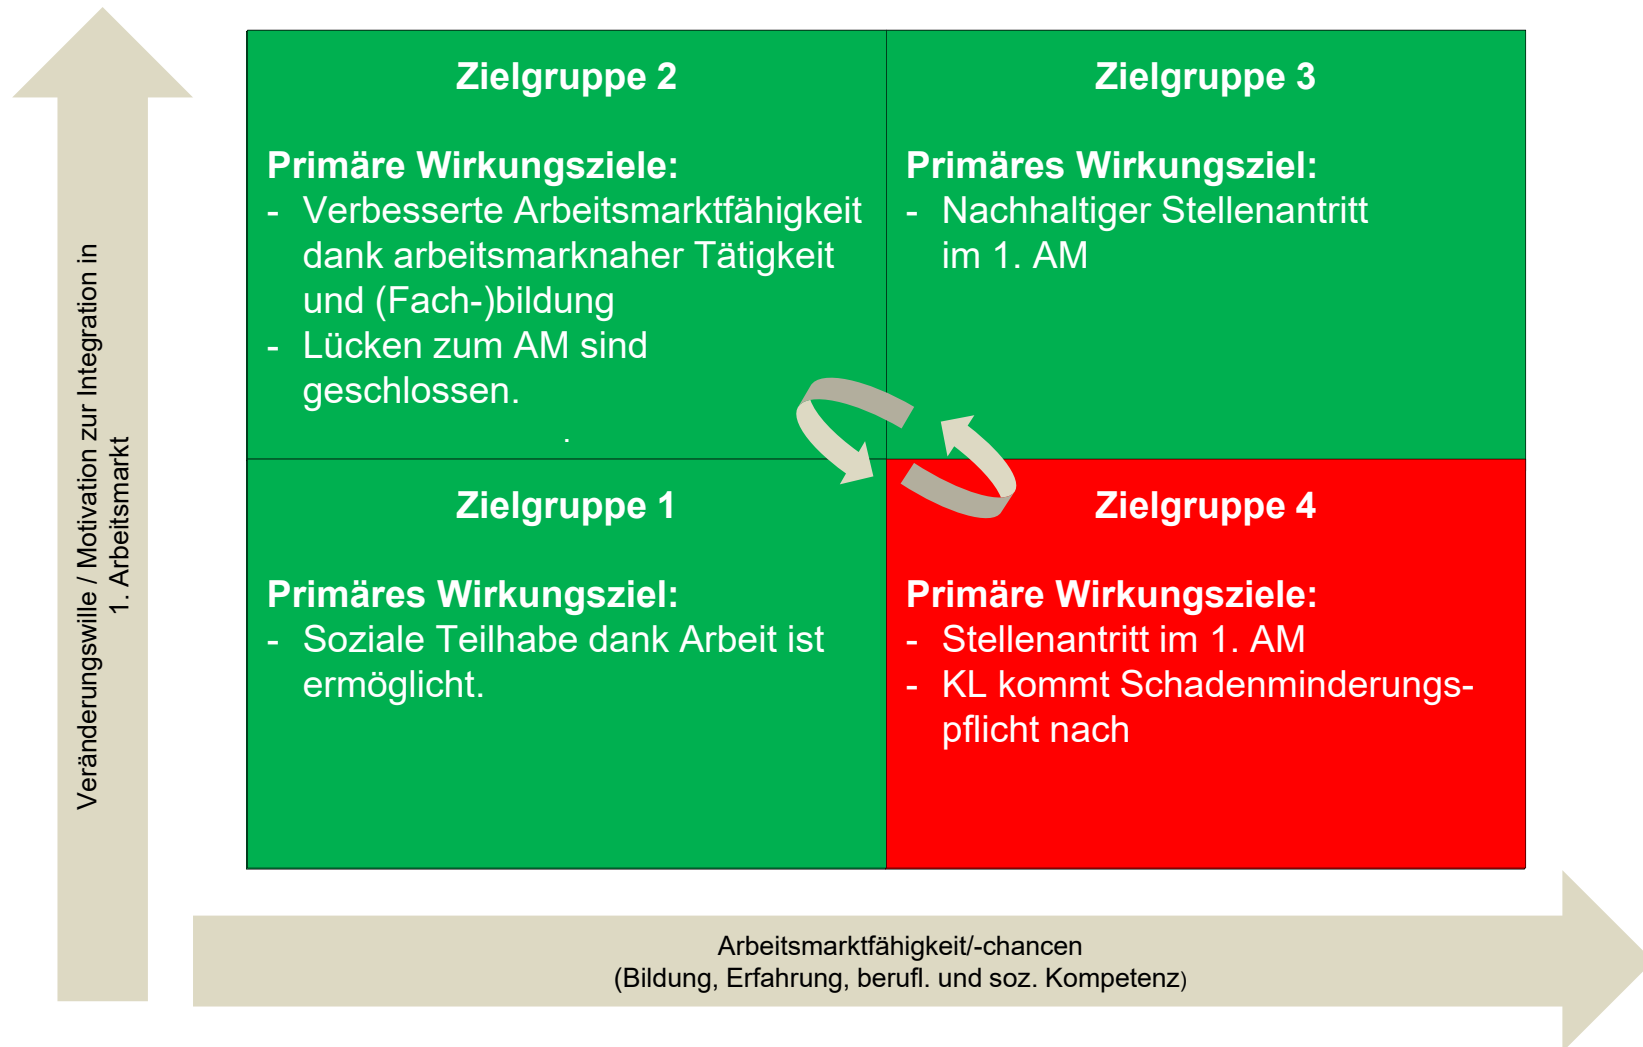 Zielgruppe 2
Primäre Wirkungsziele:
- Verbesserte Arbeitsmarktfähigkeit
dank arbeitsmarknaher Tätigkeit
und (Fach-)bildung
- Lücken zum AM sind
geschlossen.
.
Zielgruppe 3
Primäres Wirkungsziel:
- Nachhaltiger Stellenantritt
im 1. AM
Zielgruppe 1
Primäres Wirkungsziel:
- Soziale Teilhabe dank Arbeit ist
ermöglicht.
Zielgruppe 4
Primäre Wirkungsziele:
- Stellenantritt im 1. AM
- KL kommt Schadenminderungs-
pflicht nach
Veränderungswille / Motivation zur Integration in
1. Arbeitsmarkt
Arbeitsmarktfähigkeit/-chancen
(Bildung, Erfahrung, berufl. und soz. Kompetenz)